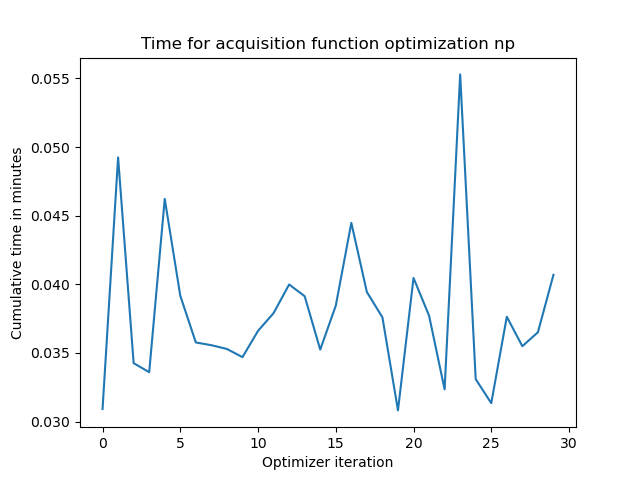 Time for acquisition function optimization np
0.055
0.050
0.045
0.040
0.035
0.030
Cumulative time in minutes
0 5 10 15 20 25 30
Optimizer iteration